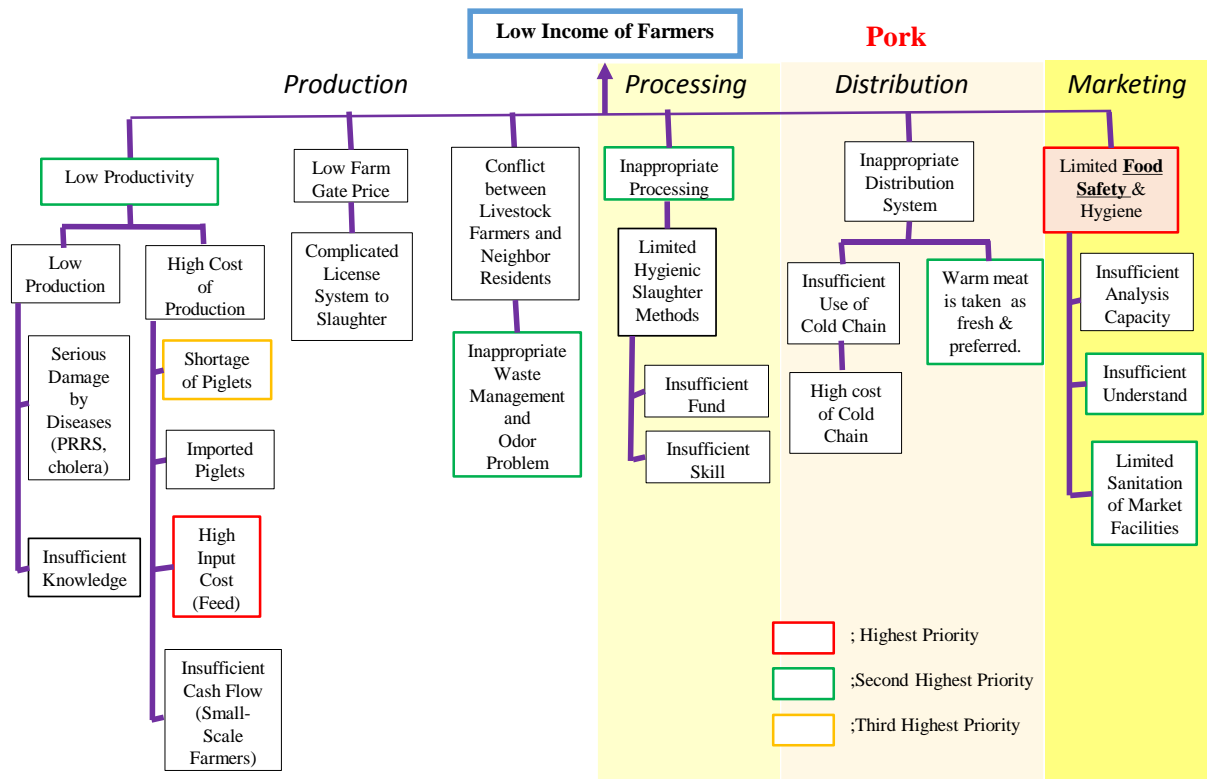 Low Income of Farmers
Pork
Production
Processing
Distribution
Marketing
Low Productivity
Low
Production
Serious
Damage
by
Diseases
(PRRS,
cholera)
Insufficient
Knowledge
High Cost
of
Production
Shortage
of Piglets
Imported
Piglets
High
Input
Cost
(Feed)
Insufficient
Cash Flow
(Small-
Scale
Farmers)
Low Farm
Gate Price
Complicated
License
System to
Slaughter
Conflict
between
Livestock
Farmers and
Neighbor
Residents
Inappropriate
Waste
Management
and
Odor
Problem
Inappropriate
Processing
Limited
Hygienic
Slaughter
Methods
Insufficient
Fund
Insufficient
Skill
Inappropriate
Distribution
System
Insufficient
Use of
Cold Chain
High cost
of Cold
Chain
Warm meat
is taken as
fresh &
preferred.
Limited Food
Safety &
Hygiene
Insufficient
Analysis
Capacity
Insufficient
Understand
Limited
Sanitation
of Market
Facilities
; Highest Priority
;Second Highest Priority
;Third Highest Priority